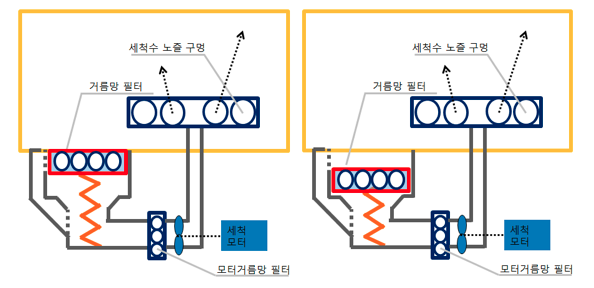 세척수 노줄 구멍
거름망 필터
세척
모터
모터거름망 필터
세척수 노줄 구멍
거름망 필터
세척
모터
모터거름망 필터